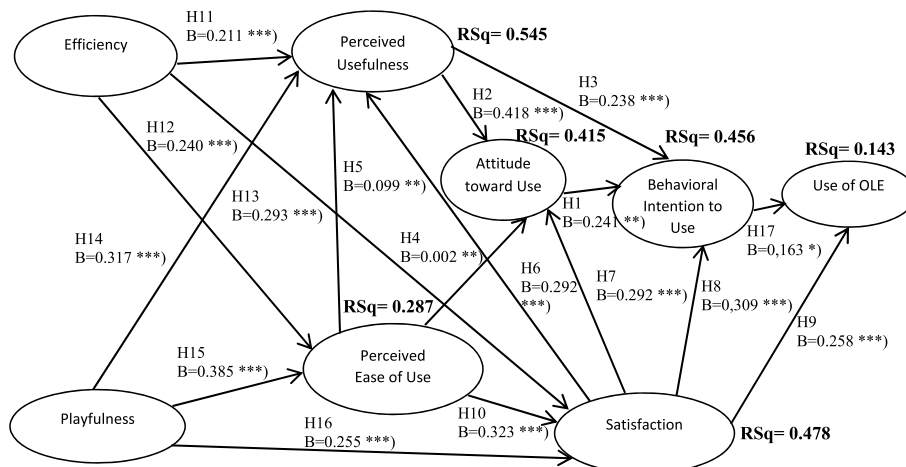 H11
B=0.211 ***)
Efficiency
Perceived
Usefulness
RSq= 0.545
H3
B=0.238 ***)
H2
B=0.418 ***)
H12
B=0.240 ***)
RSq= 0.415
RSq= 0.456
RSq= 0.143
H5
B=0.099 **)
Attitude
toward Use
Behavioral
Intention to
Use
Use of OLE
H13
B=0.293 ***)
H1
B=0.241 **)
H17
B=0,163 *)
H14
B=0.317 ***)
H4
B=0.002 **)
H6
B=0.292
***)
H7
B=0.292 ***)
H8
B=0,309 ***)
RSq= 0.287
H9
B=0.258 ***)
H15
B=0.385 ***)
Perceived
Ease of Use
Playfulness
H16
B=0.255 ***)
H10
B=0.323 ***)
Satisfaction
RSq= 0.478